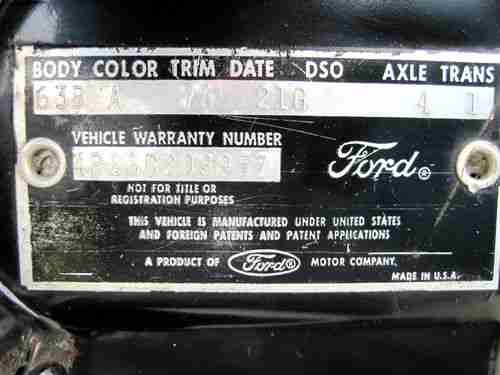 BODY COLOR TRIM DATE DSO AXLE TRANS
63B A 76 21G 4 1
VEHICLE WARRANTY NUMBER
Ford®
NOT FOR TITLE OR
REGISTRATION PURPOSES
THIS VEHICLE IS MANUFACTURED UNDER UNITED STATES
AND FOREIGN PATENTS AND PATENT APPLICATIONS
A PRODUCT OF Ford® MOTOR COMPANY.
MADE IN U.S.A.